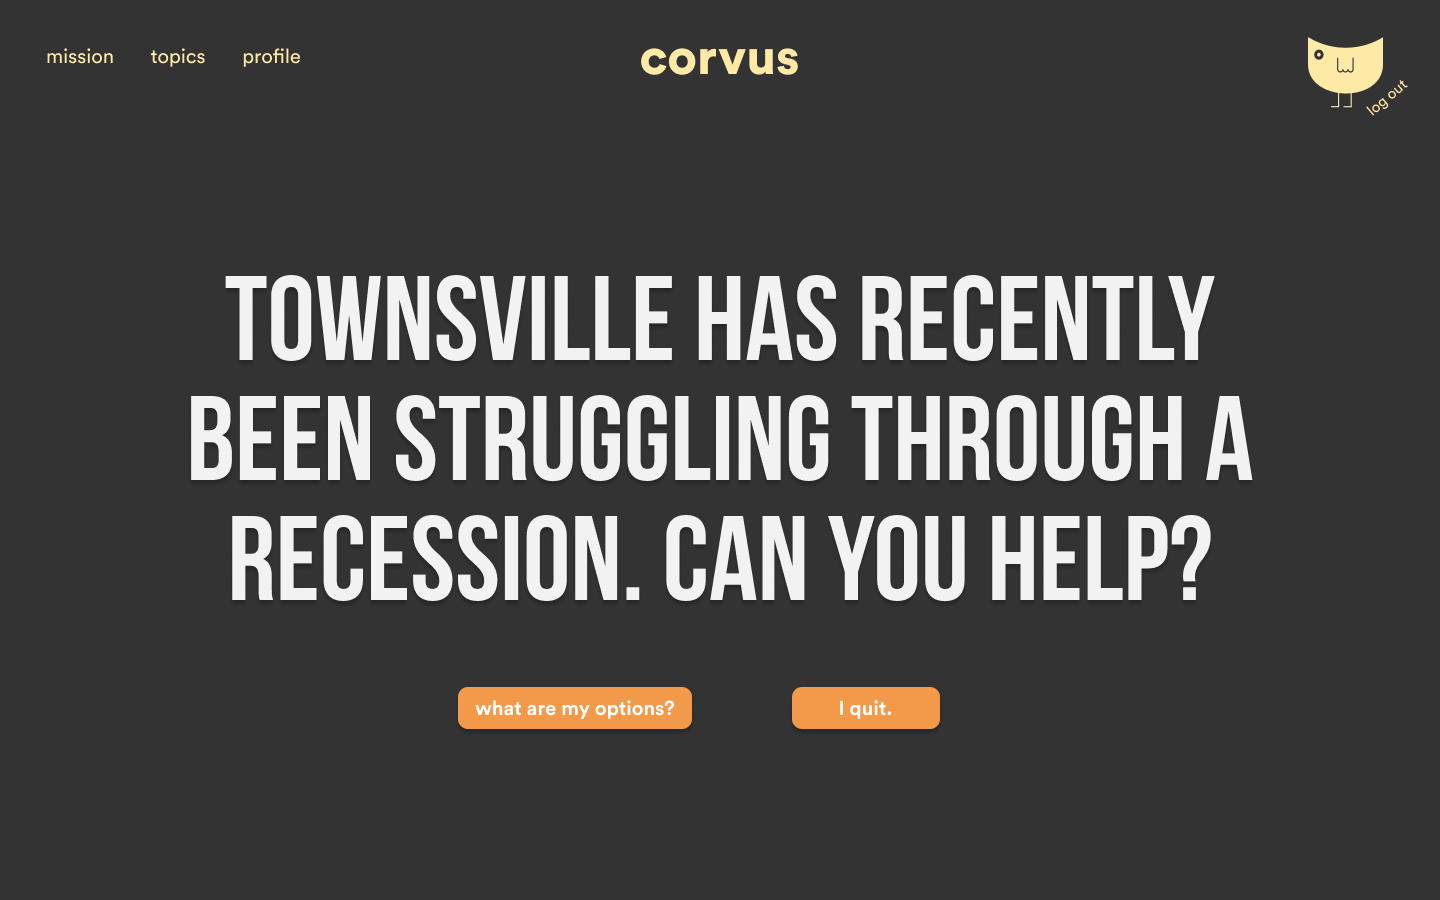 mission topics profile
corvus
log out
TOWNSVILLE HAS RECENTLY
BEEN STRUGGLING THROUGH A
RECESSION. CAN YOU HELP?
what are my options?
I quit.